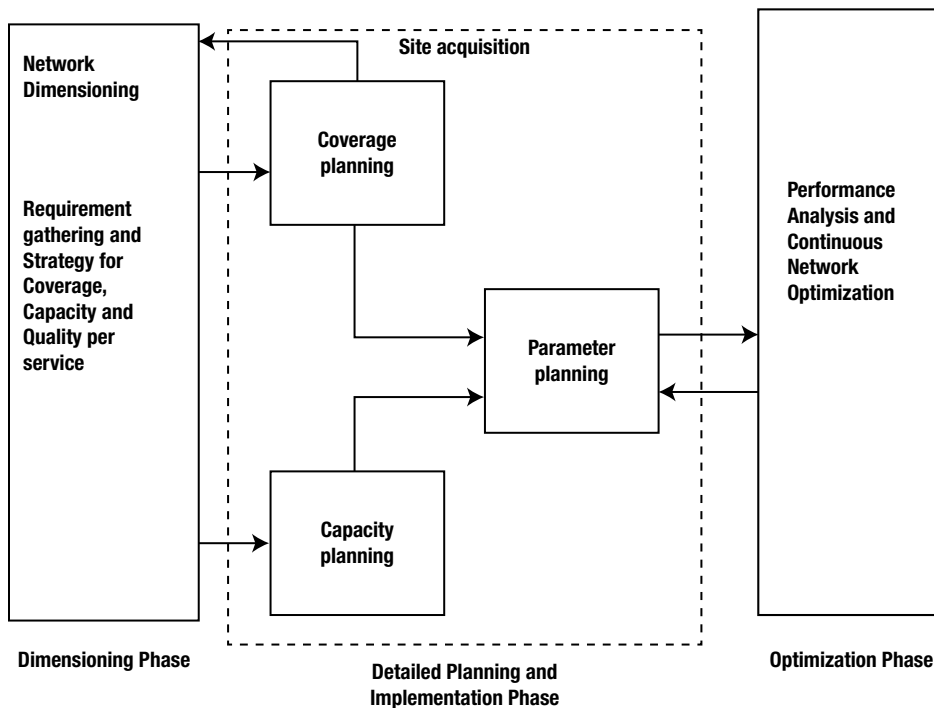 Network
Dimensioning
Requirement
gathering and
Strategy for
Coverage,
Capacity and
Quality per
service
Dimensioning Phase
Site acquisition
Coverage
planning
Parameter
planning
Capacity
planning
Detailed Planning and
Implementation Phase
Performance
Analysis and
Continuous
Network
Optimization
Optimization Phase